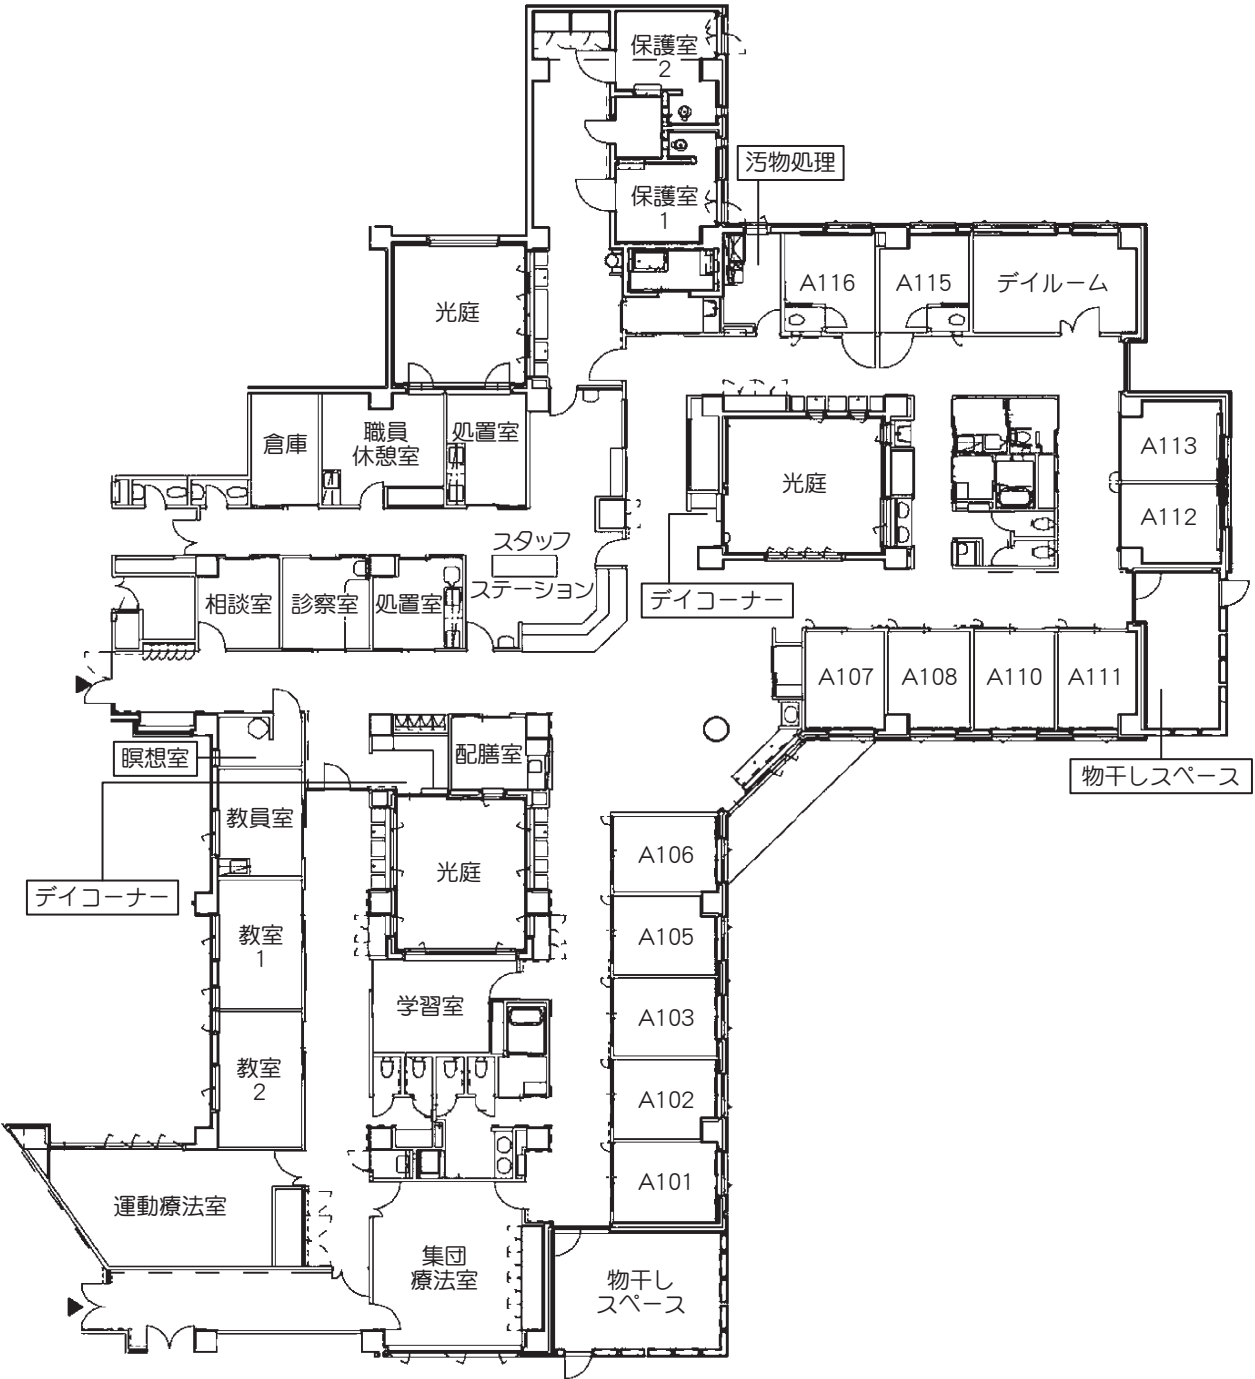 保護室
2
汚物処理
保護室
1
光庭
A116
A115
デイルーム
倉庫
職員
休憩室
処置室
光庭
A113
A112
スタッフ
ステーション
デイコーナー
相談室
診察室
処置室
A107
A108
A110
A111
瞑想室
配膳室
物干しスペース
教員室
デイコーナー
光庭
A106
教室
1
A105
学習室
A103
教室
2
A102
A101
運動療法室
集団
療法室
物干し
スペース